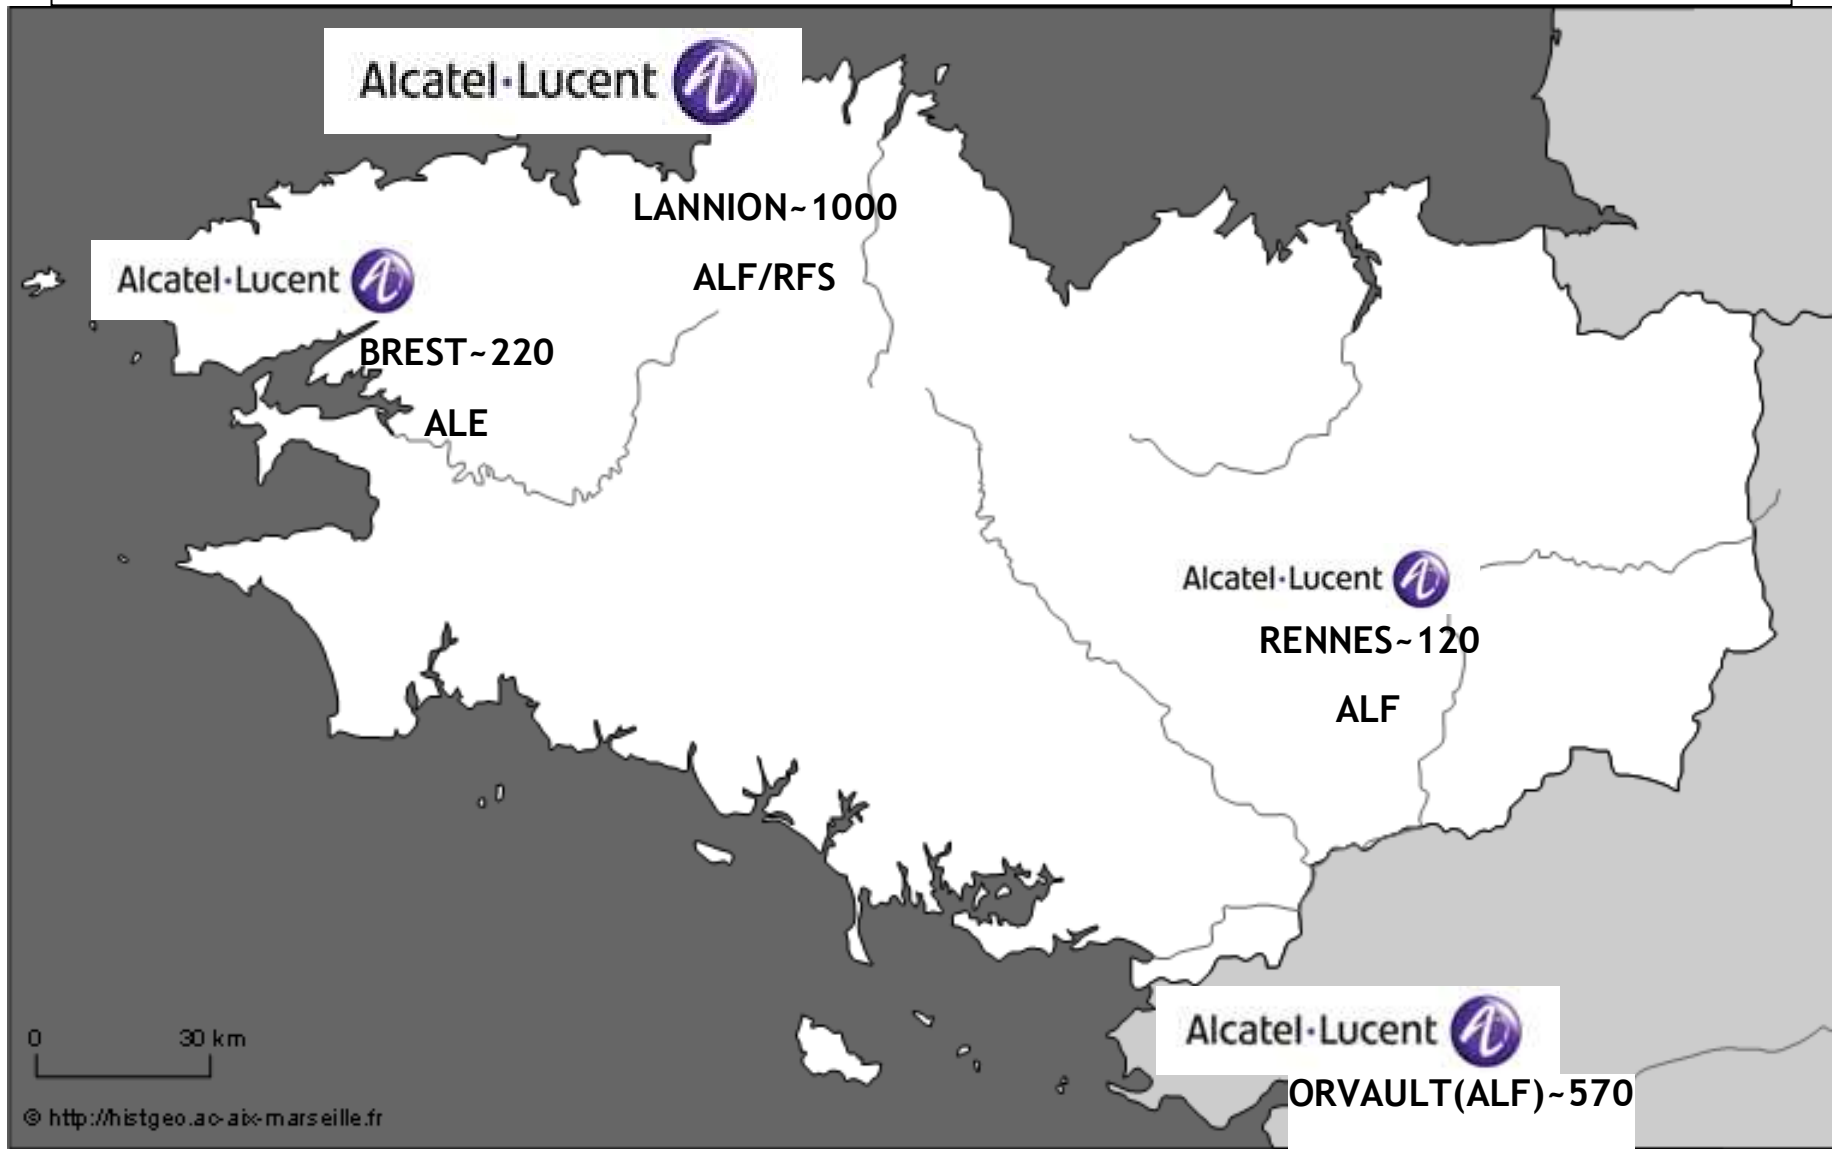 Alcatel·Lucent
LANNION~1000
ALF/RFS
Alcatel·Lucent
BREST~220
ALE
Alcatel·Lucent
RENNES~120
ALF
Alcatel·Lucent
ORVAULT(ALF)~570
0 30 km
© http://histgeo.ac-aix-marseille.fr